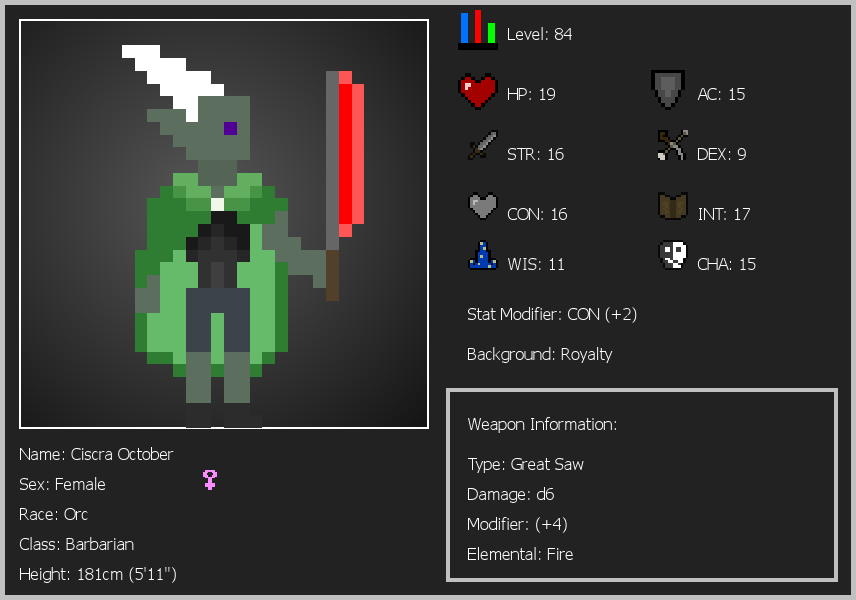 Level: 84
HP: 19
AC: 15
STR: 16
DEX: 9
CON: 16
INT: 17
WIS: 11
CHA: 15
Stat Modifier: CON (+2)
Background: Royalty
Weapon Information:
Type: Great Saw
Damage: d6
Modifier: (+4)
Elemental: Fire
Name: Ciscra October
Sex: Female
Race: Orc
Class: Barbarian
Height: 181cm (5'11")